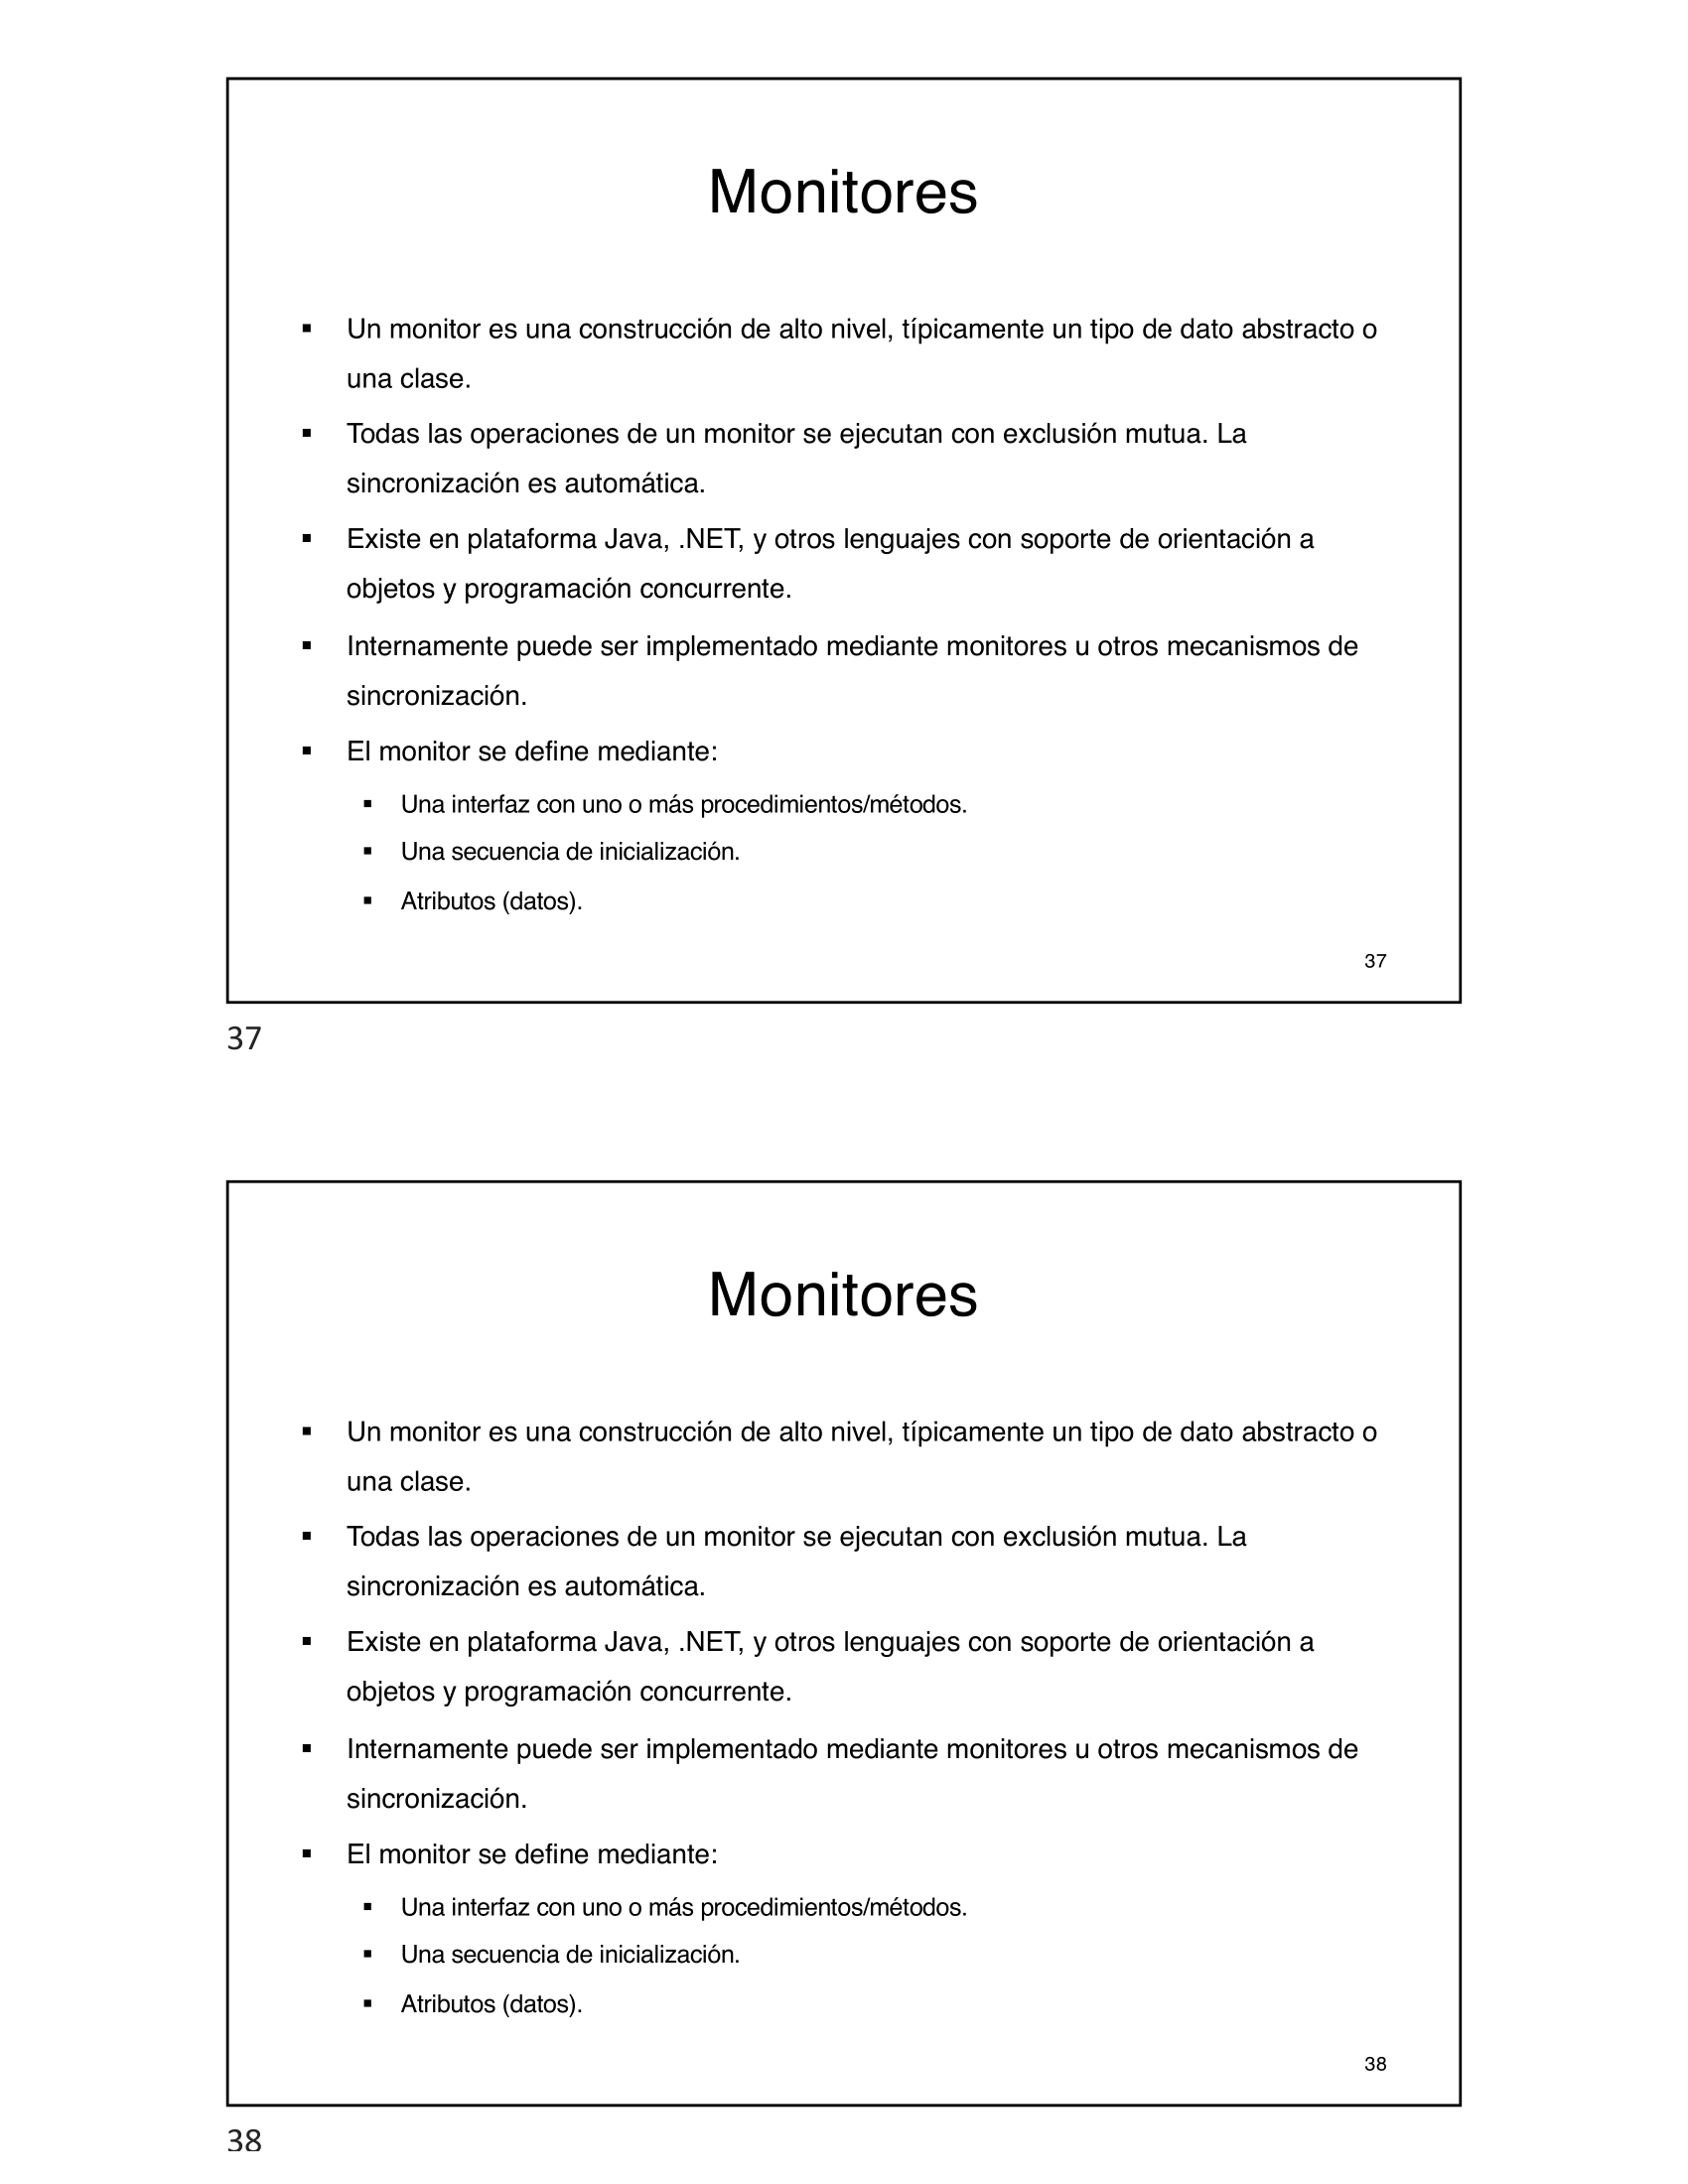 Monitores
▪ Un monitor es una construcción de alto nivel, típicamente un tipo de dato abstracto o
una clase.
▪ Todas las operaciones de un monitor se ejecutan con exclusión mutua. La
sincronización es automática.
▪ Existe en plataforma Java, .NET, y otros lenguajes con soporte de orientación a
objetos y programación concurrente.
▪ Internamente puede ser implementado mediante monitores u otros mecanismos de
sincronización.
▪ El monitor se define mediante:
▪ Una interfaz con uno o más procedimientos/métodos.
▪ Una secuencia de inicialización.
▪ Atributos (datos).
37
37
Monitores
▪ Un monitor es una construcción de alto nivel, típicamente un tipo de dato abstracto o
una clase.
▪ Todas las operaciones de un monitor se ejecutan con exclusión mutua. La
sincronización es automática.
▪ Existe en plataforma Java, .NET, y otros lenguajes con soporte de orientación a
objetos y programación concurrente.
▪ Internamente puede ser implementado mediante monitores u otros mecanismos de
sincronización.
▪ El monitor se define mediante:
▪ Una interfaz con uno o más procedimientos/métodos.
▪ Una secuencia de inicialización.
▪ Atributos (datos).
38
38